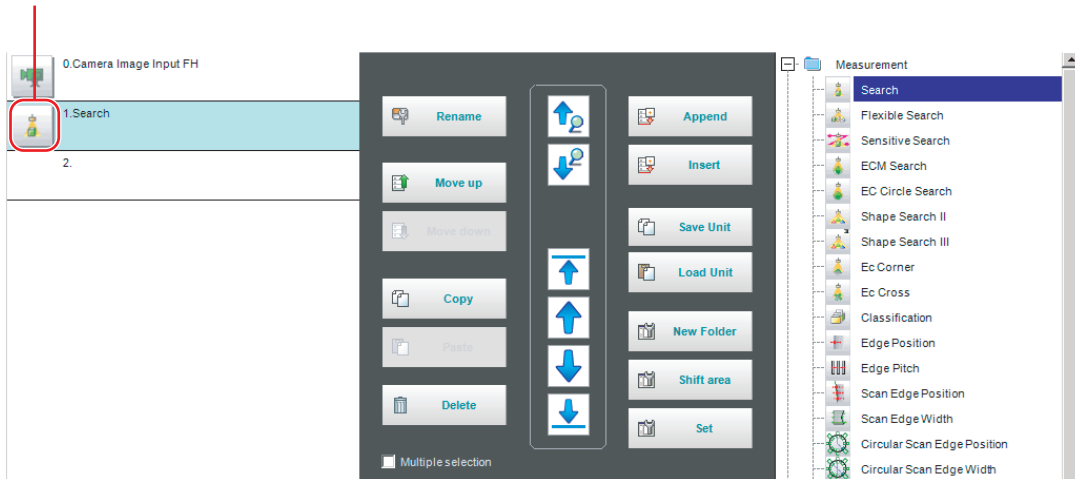 0.Camera Image Input FH
1.Search
2.
Rename
Move up
Move down
Copy
Paste
Delete
Multiple selection
Append
Insert
Save Unit
Load Unit
New Folder
Shift area
Set
Measurement
Search
Flexible Search
Sensitive Search
ECM Search
EC Circle Search
Shape Search II
Shape Search III
Ec Corner
Ec Cross
Classification
Edge Position
Edge Pitch
Scan Edge Position
Scan Edge Width
Circular Scan Edge Position
Circular Scan Edge Width